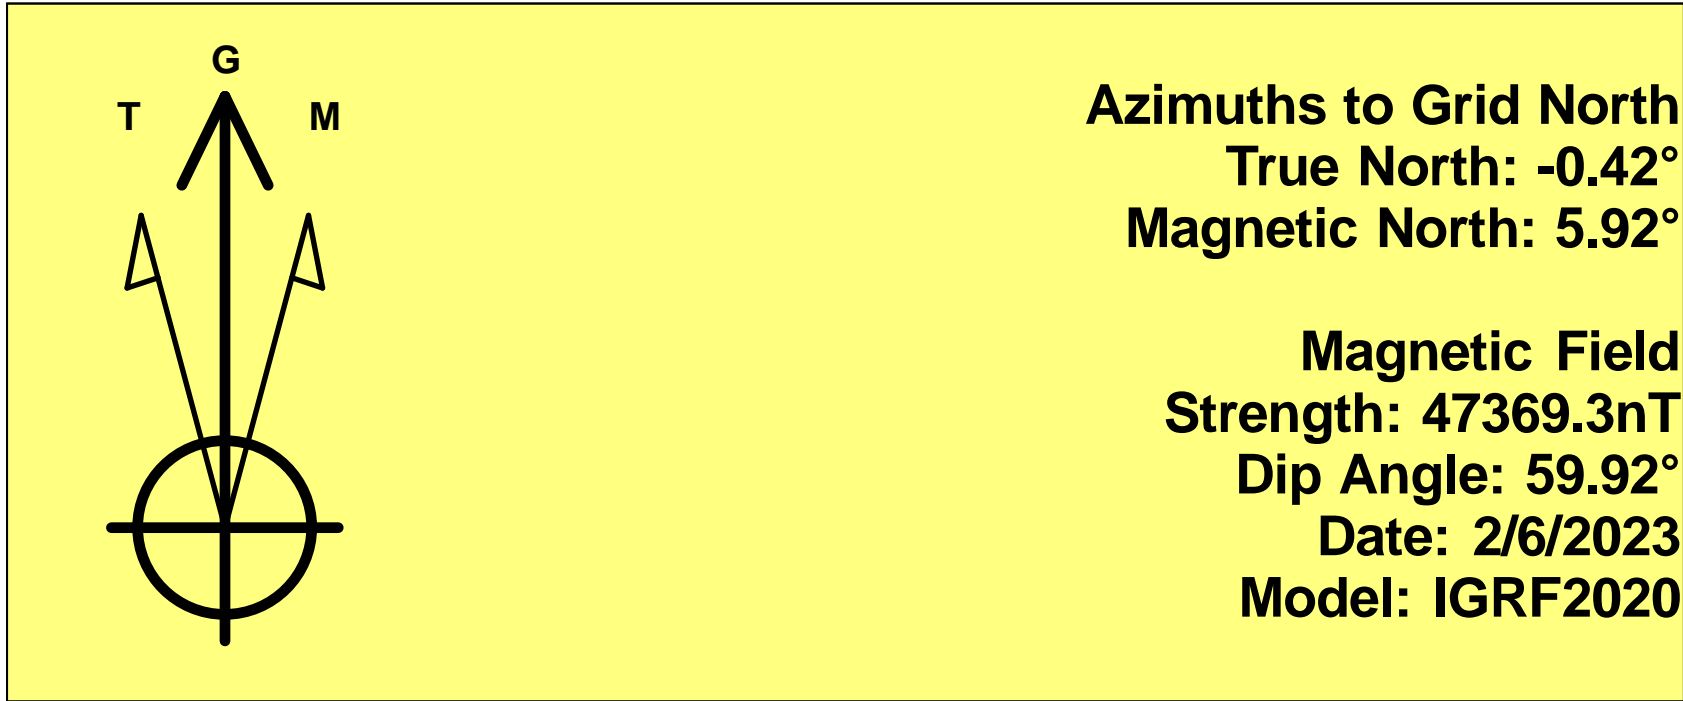 G
T M
Azimuths to Grid North
True North: -0.42°
Magnetic North: 5.92°
Magnetic Field
Strength: 47369.3nT
Dip Angle: 59.92°
Date: 2/6/2023
Model: IGRF2020